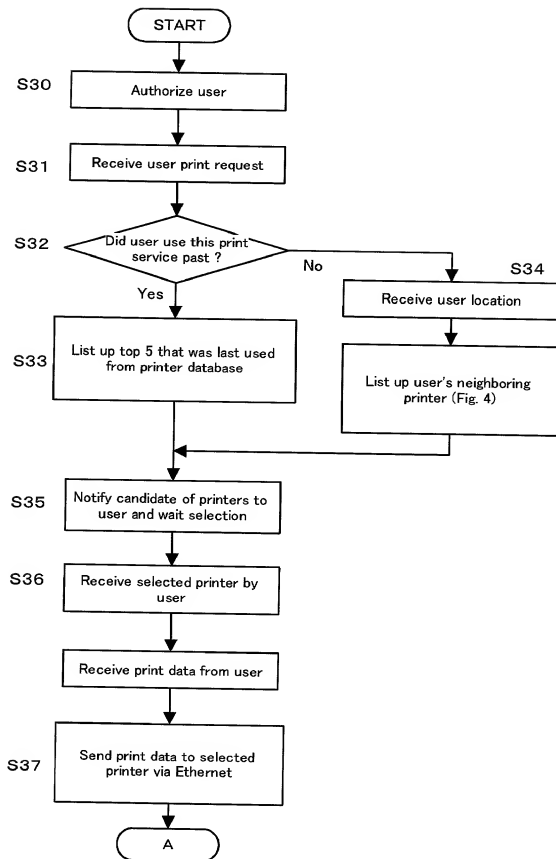 START
S30
Authorize user
S31
Receive user print request
S32
Did user use this print
service past ?
No
S34
Yes
Receive user location
S33
List up top 5 that was last used
from printer database
List up user's neighboring
printer (Fig. 4)
S35
Notify candidate of printers to
user and wait selection
S36
Receive selected printer by
user
Receive print data from user
S37
Send print data to selected
printer via Ethernet
A